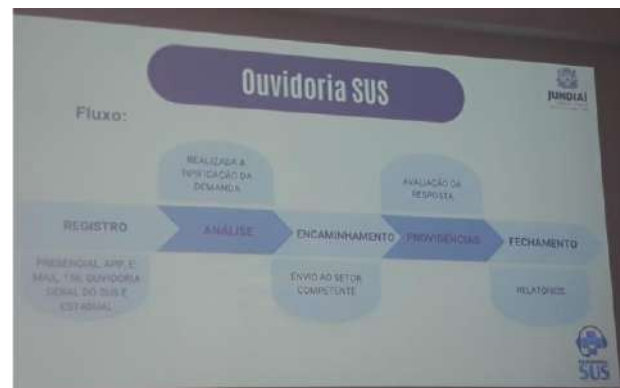 Ouvidoria SUS
JUNDIAÍ
Fluxo:
REALIZADA A
TIPIFICAÇÃO DA
DEMANDA
AVALIAÇÃO DA
RESPOSTA
REGISTRO
ANÁLISE
ENCAMINHAMENTO
PROVIDÊNCIAS
FECHAMENTO
PRESENCIAL, APP, E
MAIL, 156, OUVIDORIA
GERAL DO SUS E
ESTADUAL
ENVIO AO SETOR
COMPETENTE
RELATÓRIOS
SUS